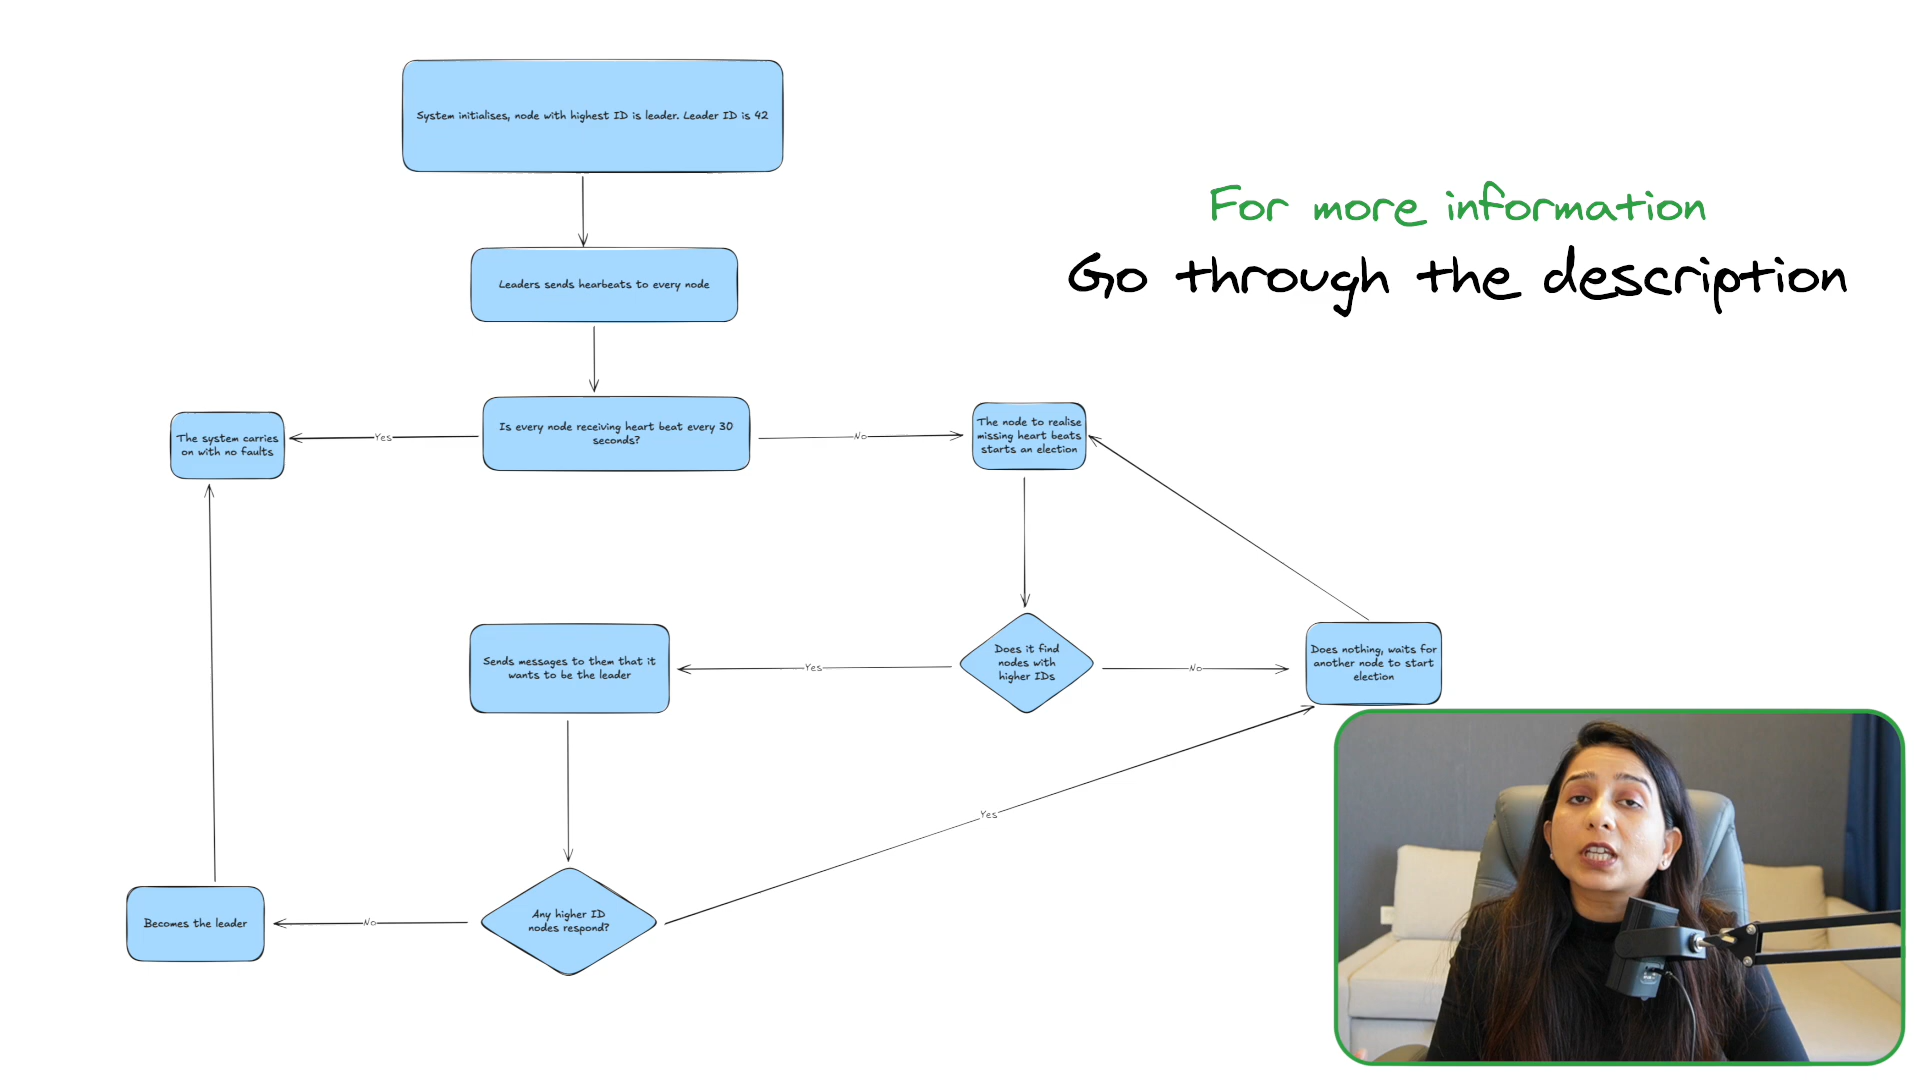 System initialises, node with highest ID is leader. Leader ID is 42
For more information
Go through the description
Leaders sends hearbeats to every node
Is every node receiving heart beat every 30
seconds?
Yes
The system carries
on with no faults
No
The node to realise
missing heart beats
starts an election
Does it find
nodes with
higher IDs
Yes
Sends messages to them that it
wants to be the leader
No
Does nothing, waits for
another node to start
election
Yes
Any higher ID
nodes respond?
No
Becomes the leader